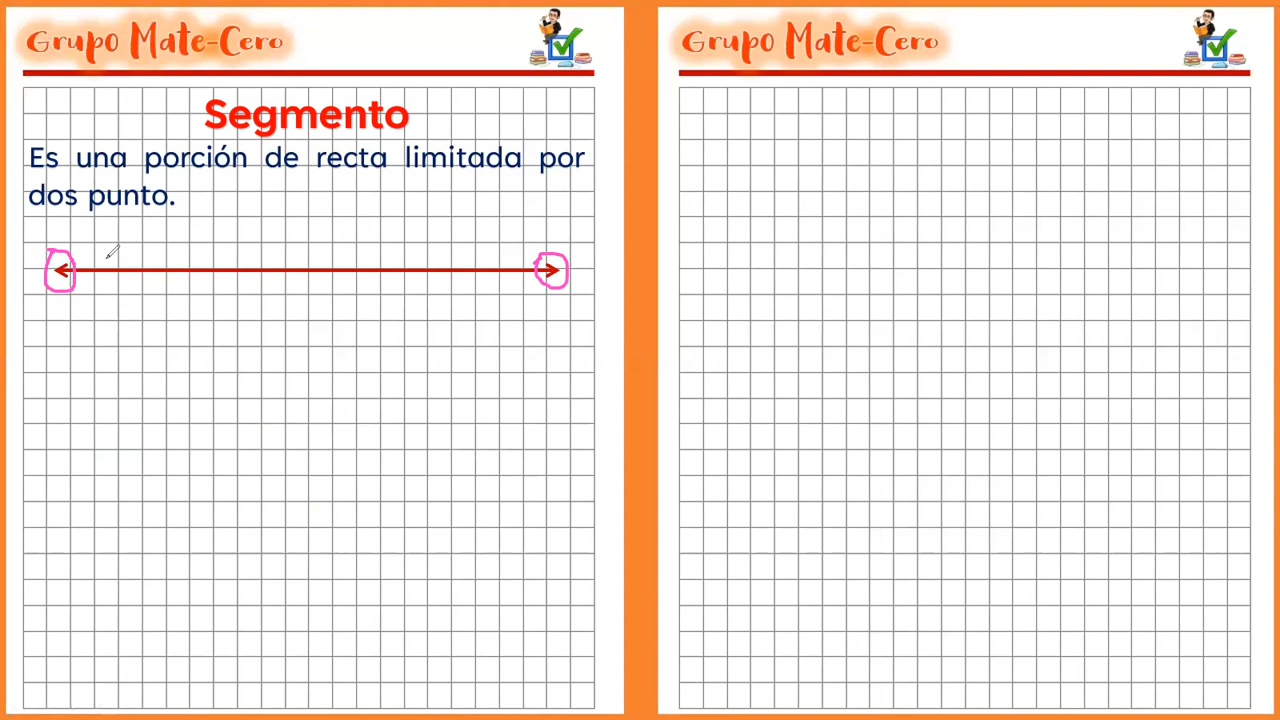 Grupo Mate-Cero
Segmento
Es una porción de recta limitada por
dos punto.
Grupo Mate-Cero